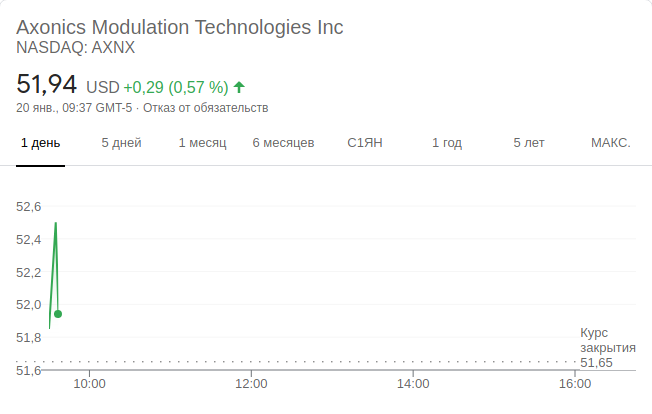 Axonics Modulation Technologies Inc
NASDAQ: AXNX
51,94 USD +0,29 (0,57 %)
20 янв., 09:37 GMT-5 · Отказ от обязательств
1 день 5 дней 1 месяц 6 месяцев С1ЯН 1 год 5 лет МАКС.
52,6
52,4
52,2
52,0
51,8
51,6
Курс
закрытия
51,65
10:00 12:00 14:00 16:00